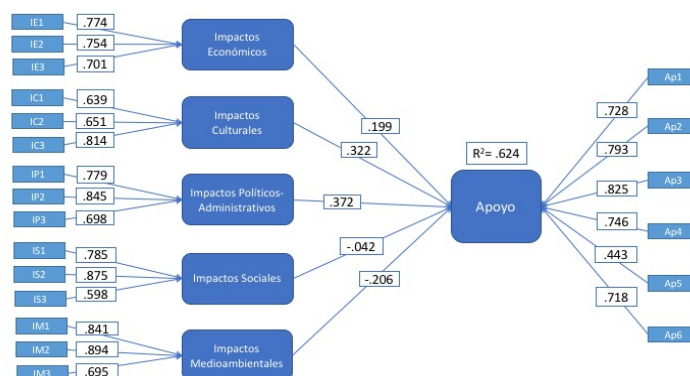 IE1 .774
IE2 .754
IE3 .701
Impactos
Económicos
IC1 .639
IC2 .651
IC3 .814
Impactos
Culturales
IP1 .779
IP2 .845
IP3 .698
Impactos Políticos-
Administrativos
IS1 .785
IS2 .875
IS3 .598
Impactos Sociales
IM1 .841
IM2 .894
IM3 .695
Impactos
Medioambientales
.199
.322
.372
-.042
-.206
R²= .624
Apoyo
.728 Ap1
.793 Ap2
.825 Ap3
.746 Ap4
.443 Ap5
.718 Ap6